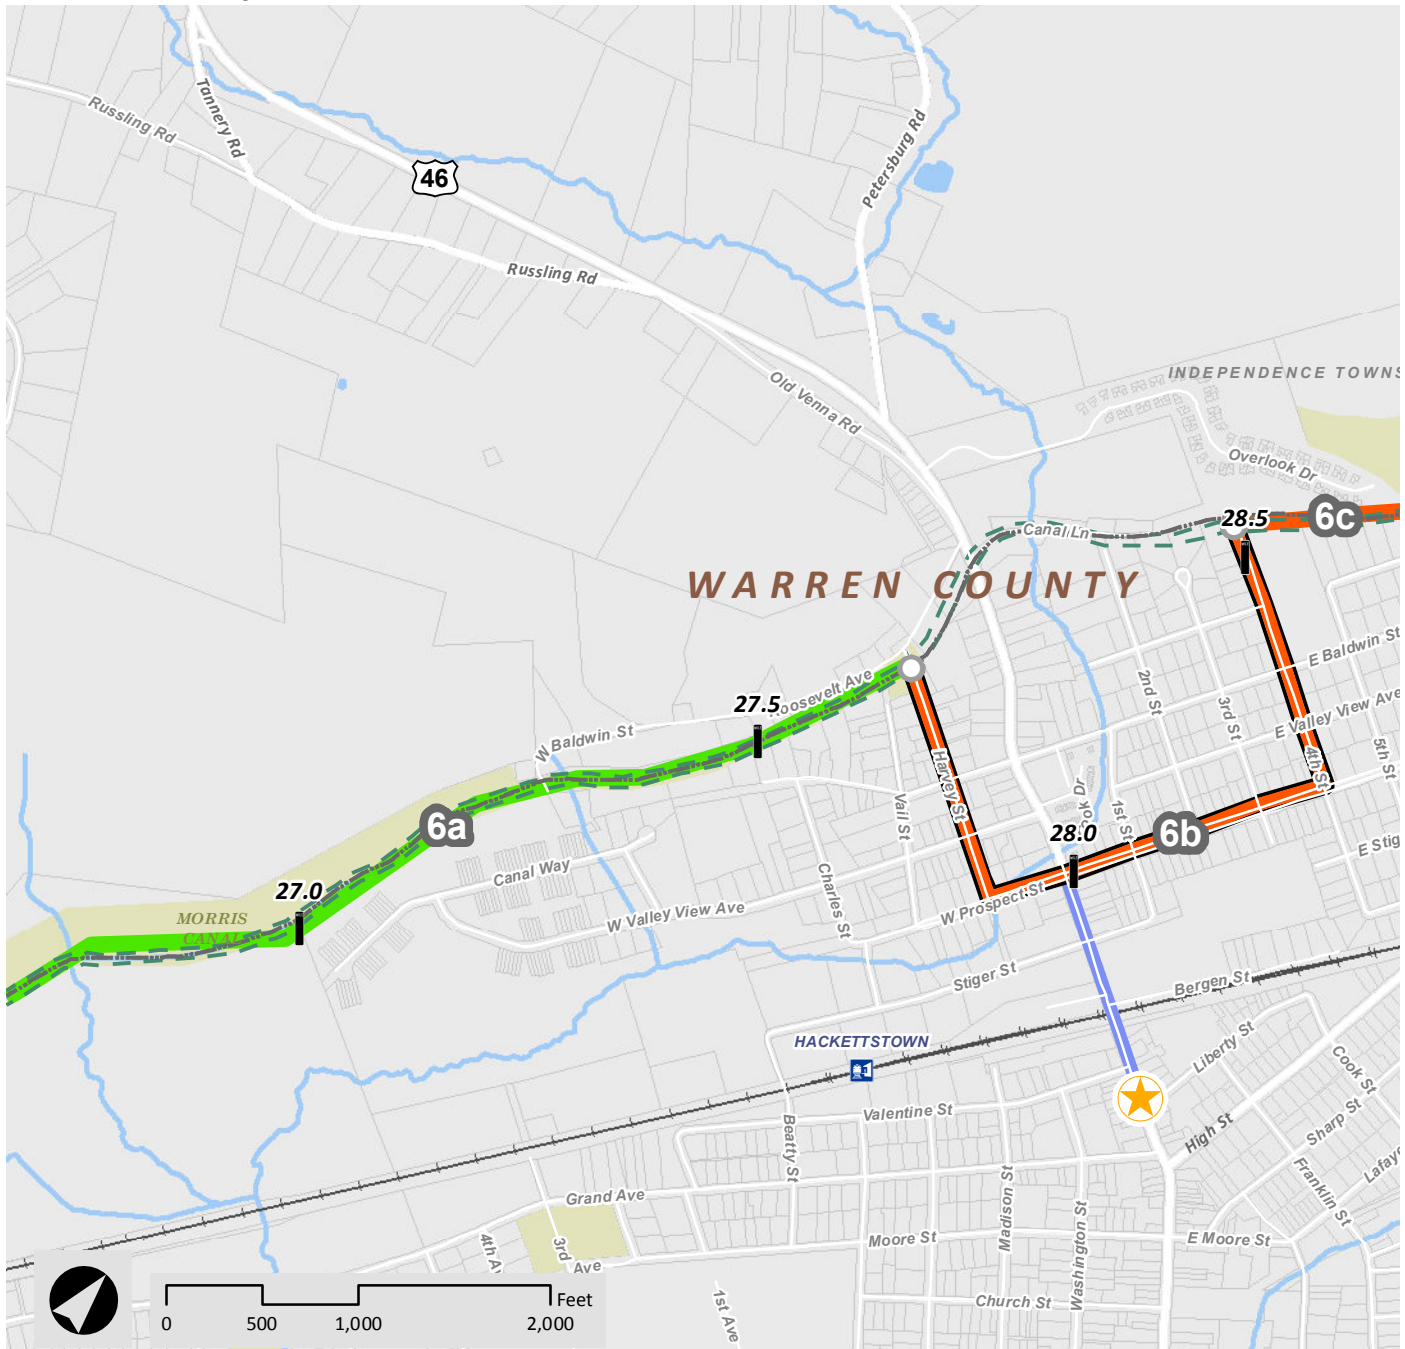 Tannery Rd
Russling Rd
46
Petersburg Rd
Russling Rd
INDEPENDENCE TOWNS
Old Venna Rd
Overlook Dr
28.5
6c
Canal Ln
WARREN COUNTY
E Baldwin St
2nd St
3rd St
E Valley View Ave
Roosevelt Ave
27.5
W Baldwin St
4th St
5th St
Harvey St
Vail St
1st St
28.0
6b
6a
E Stig
Canal Way
Charles St
27.0
W Valley View Ave
W Prospect St
MORRIS
CANAL
Stiger St
Bergen St
HACKETTSTOWN
Liberty St
Cook St
Valentine St
Beatty St
High St
Sharp St
Lafay
Franklin St
Grand Ave
Madison St
Washington St
Moore St
E Moore St
4th Av
3rd
Ave
1st Ave
Church St
Feet
0 500 1,000 2,000